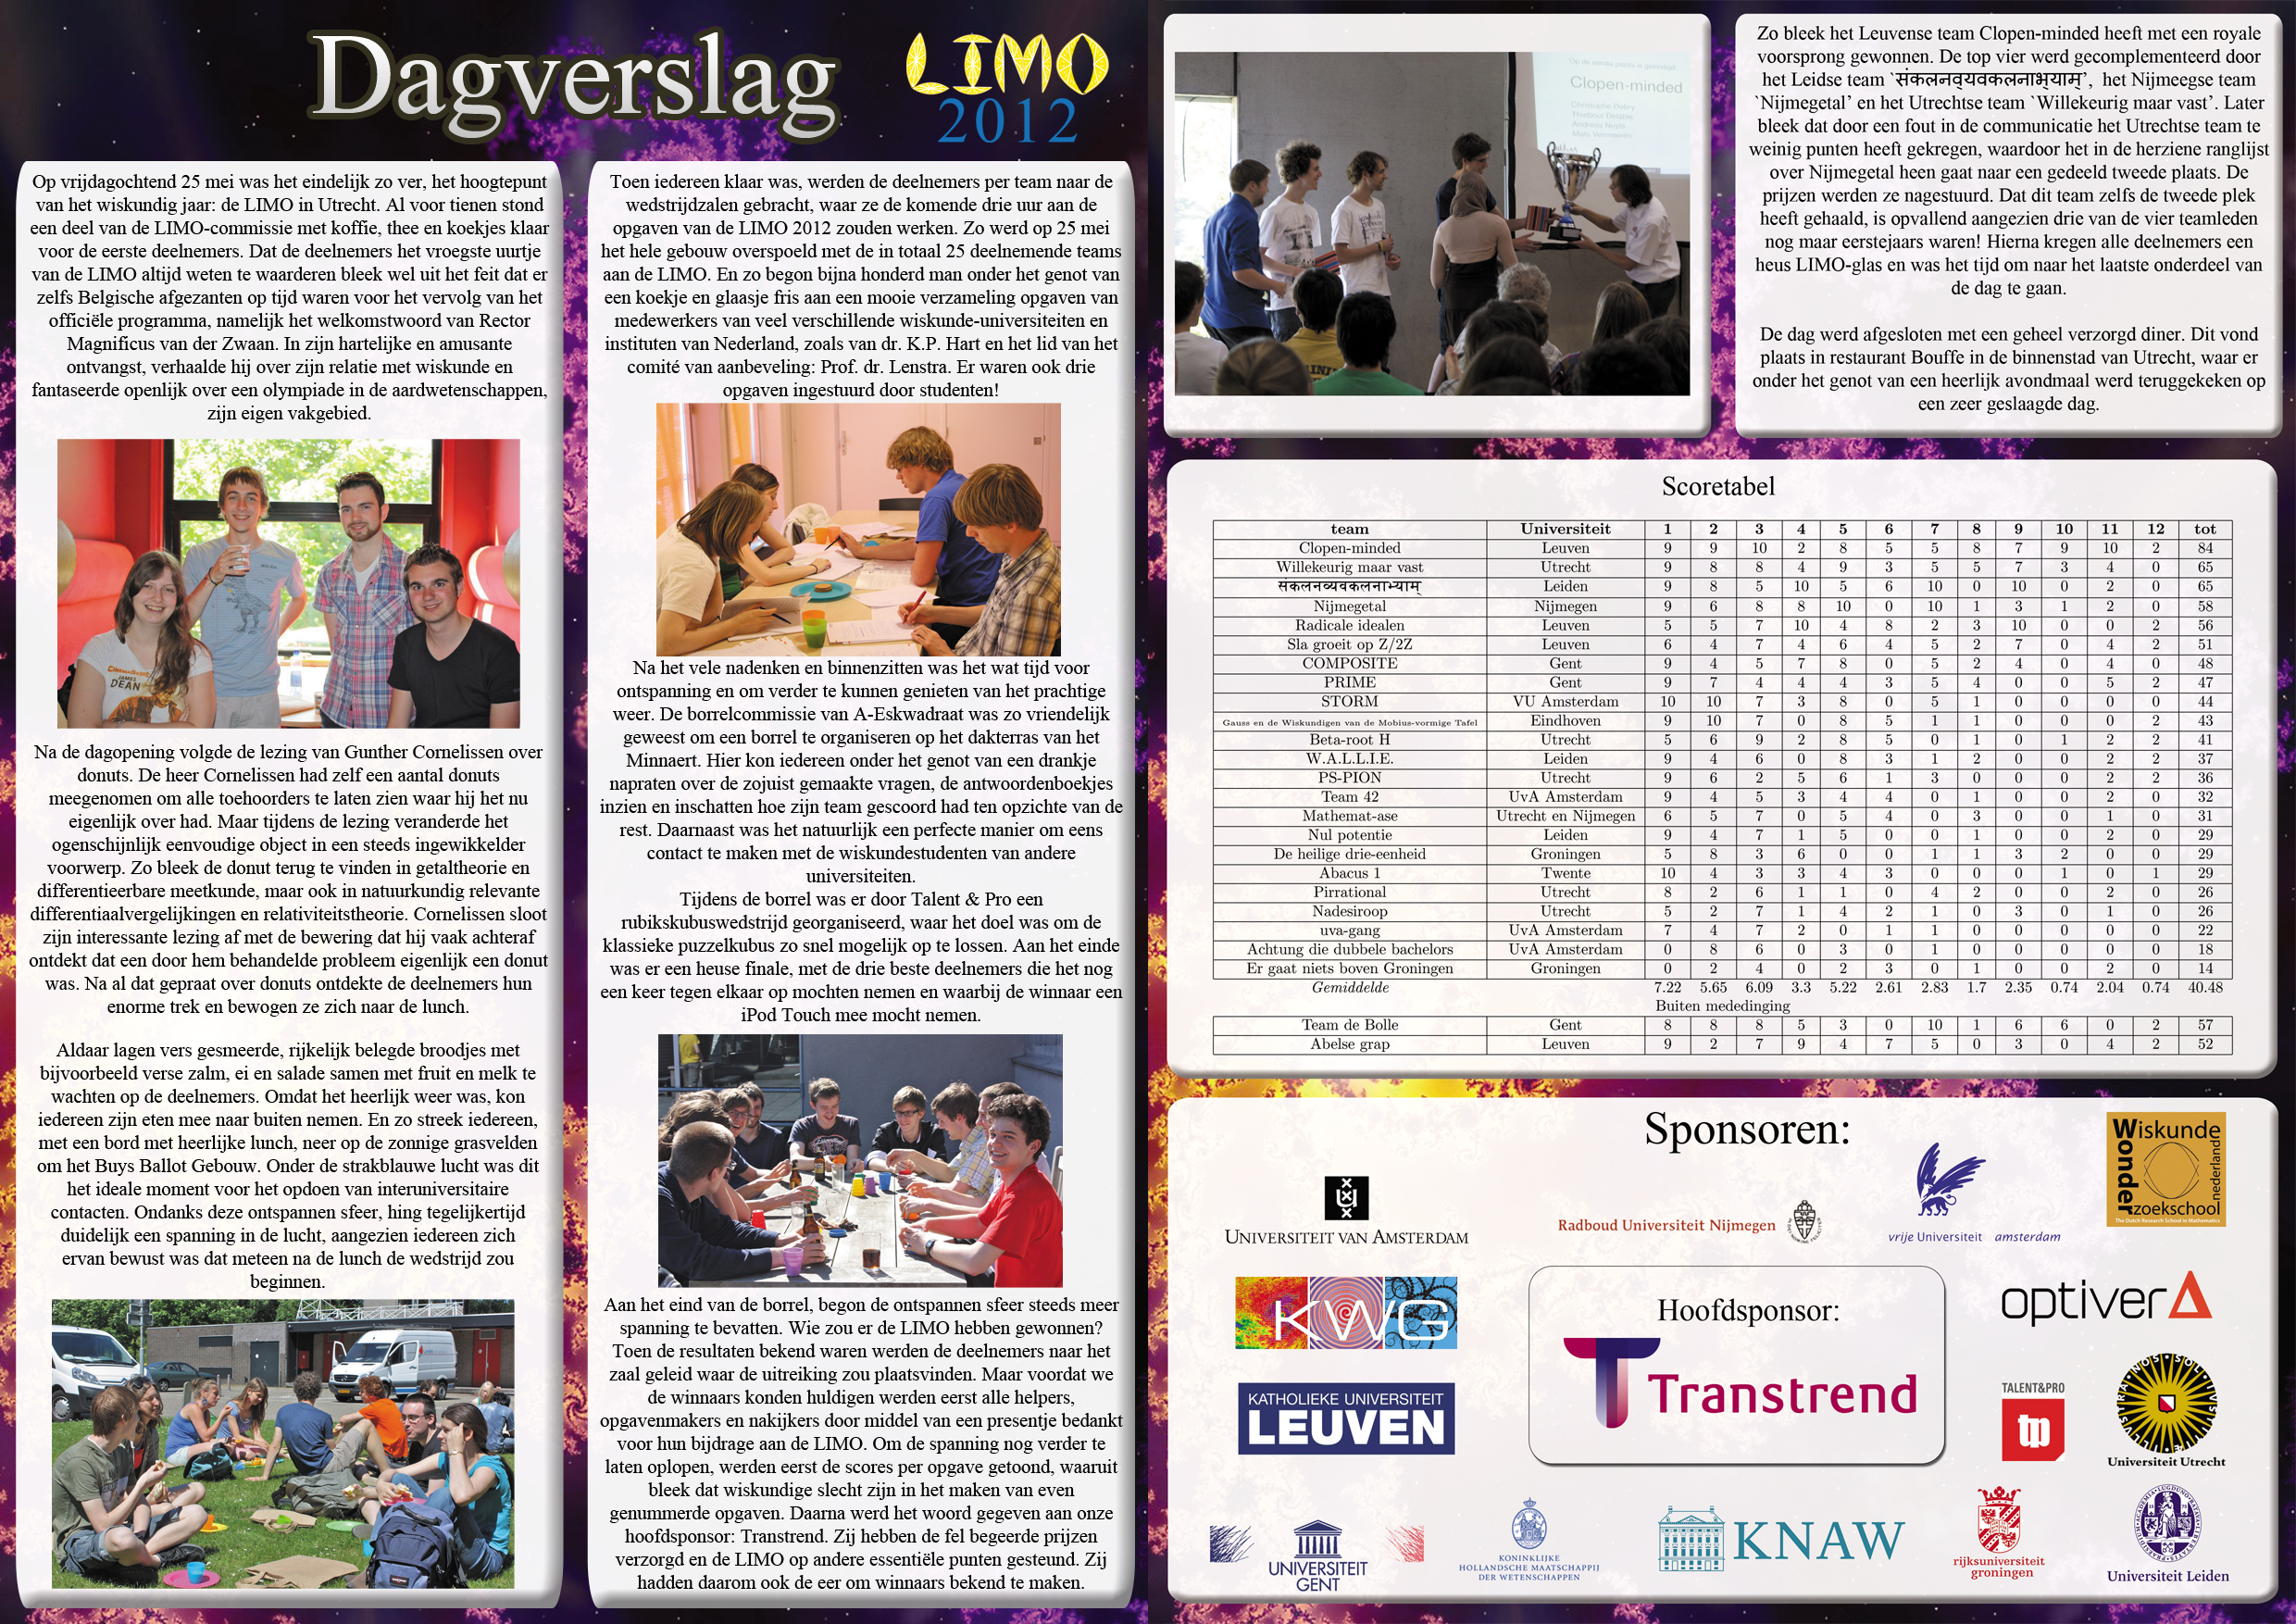 Dagverslag
LIMO
2012
Op vrijdagochtend 25 mei was het eindelijk zo ver, het hoogtepunt
van het wiskundig jaar: de LIMO in Utrecht. Al voor tienen stond
een deel van de LIMO-commissie met koffie, thee en koekjes klaar
voor de eerste deelnemers. Dat de deelnemers het vroegste uurtje
van de LIMO altijd weten te waarderen bleek wel uit het feit dat er
zelfs Belgische afgezanten op tijd waren voor het vervolg van het
officiële programma, namelijk het welkomstwoord van Rector
Magnificus van der Zwaan. In zijn hartelijke en amusante
ontvangst, verhaalde hij over zijn relatie met wiskunde en
fantaseerde openlijk over een olympiade in de aardwetenschappen,
zijn eigen vakgebied.
JAMES
DEAN
Na de dagopening volgde de lezing van Gunther Cornelissen over
donuts. De heer Cornelissen had zelf een aantal donuts
meegenomen om alle toehoorders te laten zien waar hij het nu
eigenlijk over had. Maar tijdens de lezing veranderde het
ogenschijnlijk eenvoudige object in een steeds ingewikkelder
voorwerp. Zo bleek de donut terug te vinden in getaltheorie en
differentieerbare meetkunde, maar ook in natuurkundig relevante
differentiaalvergelijkingen en relativiteitstheorie. Cornelissen sloot
zijn interessante lezing af met de bewering dat hij vaak achteraf
ontdekt dat een door hem behandelde probleem eigenlijk een donut
was. Na al dat gepraat over donuts ontdekte de deelnemers hun
enorme trek en bewogen ze zich naar de lunch.
Aldaar lagen vers gesmeerde, rijkelijk belegde broodjes met
bijvoorbeeld verse zalm, ei en salade samen met fruit en melk te
wachten op de deelnemers. Omdat het heerlijk weer was, kon
iedereen zijn eten mee naar buiten nemen. En zo streek iedereen,
met een bord met heerlijke lunch, neer op de zonnige grasvelden
om het Buys Ballot Gebouw. Onder de strakblauwe lucht was dit
het ideale moment voor het opdoen van interuniversitaire
contacten. Ondanks deze ontspannen sfeer, hing tegelijkertijd
duidelijk een spanning in de lucht, aangezien iedereen zich
ervan bewust was dat meteen na de lunch de wedstrijd zou
beginnen.
Toen iedereen klaar was, werden de deelnemers per team naar de
wedstrijdzalen gebracht, waar ze de komende drie uur aan de
opgaven van de LIMO 2012 zouden werken. Zo werd op 25 mei
het hele gebouw overspoeld met de in totaal 25 deelnemende teams
aan de LIMO. En zo begon bijna honderd man onder het genot van
een koekje en glaasje fris aan een mooie verzameling opgaven van
medewerkers van veel verschillende wiskunde-universiteiten en
instituten van Nederland, zoals van dr. K.P. Hart en het lid van het
comité van aanbeveling: Prof. dr. Lenstra. Er waren ook drie
opgaven ingestuurd door studenten!
Na het vele nadenken en binnenzitten was het wat tijd voor
ontspanning en om verder te kunnen genieten van het prachtige
weer. De borrelcommissie van A-Eskwadraat was zo vriendelijk
geweest om een borrel te organiseren op het dakterras van het
Minnaert. Hier kon iedereen onder het genot van een drankje
napraten over de zojuist gemaakte vragen, de antwoordenboekjes
inzien en inschatten hoe zijn team gescoord had ten opzichte van de
rest. Daarnaast was het natuurlijk een perfecte manier om eens
contact te maken met de wiskundestudenten van andere
universiteiten.
Tijdens de borrel was er door Talent & Pro een
rubikskubuswedstrijd georganiseerd, waar het doel was om de
klassieke puzzelkubus zo snel mogelijk op te lossen. Aan het einde
was er een heuse finale, met de drie beste deelnemers die het nog
een keer tegen elkaar op mochten nemen en waarbij de winnaar een
iPod Touch mee mocht nemen.
Aan het eind van de borrel, begon de ontspannen sfeer steeds meer
spanning te bevatten. Wie zou er de LIMO hebben gewonnen?
Toen de resultaten bekend waren werden de deelnemers naar het
zaal geleid waar de uitreiking zou plaatsvinden. Maar voordat we
de winnaars konden huldigen werden eerst alle helpers,
opgavenmakers en nakijkers door middel van een presentje bedankt
voor hun bijdrage aan de LIMO. Om de spanning nog verder te
laten oplopen, werden eerst de scores per opgave getoond, waaruit
bleek dat wiskundige slecht zijn in het maken van even
genummerde opgaven. Daarna werd het woord gegeven aan onze
hoofdsponsor: Transtrend. Zij hebben de fel begeerde prijzen
verzorgd en de LIMO op andere essentiële punten gesteund. Zij
hadden daarom ook de eer om winnaars bekend te maken.
Clopen-minded
Zo bleek het Leuvense team Clopen-minded heeft met een royale
voorsprong gewonnen. De top vier werd gecomplementeerd door
het Leidse team `संकलनव्यवकलनाभ्याम्’, het Nijmeegse team
`Nijmegetal’ en het Utrechtse team `Willekeurig maar vast’. Later
bleek dat door een fout in de communicatie het Utrechtse team te
weinig punten heeft gekregen, waardoor het in de herziene ranglijst
over Nijmegetal heen gaat naar een gedeeld tweede plaats. De
prijzen werden ze nagestuurd. Dat dit team zelfs de tweede plek
heeft gehaald, is opvallend aangezien drie van de vier teamleden
nog maar eerstejaars waren! Hierna kregen alle deelnemers een
heus LIMO-glas en was het tijd om naar het laatste onderdeel van
de dag te gaan.
De dag werd afgesloten met een geheel verzorgd diner. Dit vond
plaats in restaurant Bouffe in de binnenstad van Utrecht, waar er
onder het genot van een heerlijk avondmaal werd teruggekeken op
een zeer geslaagde dag.
Scoretabel
team Universiteit 1 2 3 4 5 6 7 8 9 10 11 12 tot
Clopen-minded Leuven 9 9 10 2 8 5 5 8 7 9 10 2 84
Willekeurig maar vast Utrecht 9 8 8 4 9 3 5 5 7 3 4 0 65
संकलनव्यवकलनाभ्याम् Leiden 9 8 5 10 5 6 10 0 10 0 2 0 65
Nijmegetal Nijmegen 9 6 8 8 10 0 10 1 3 1 2 0 58
Radicale idealen Leuven 5 5 7 10 4 8 2 3 10 0 0 2 56
Sla groeit op Z/2Z Leuven 6 4 7 4 6 4 5 2 7 0 4 2 51
COMPOSITE Gent 9 4 5 7 8 0 5 2 4 0 4 0 48
PRIME Gent 9 7 4 4 4 3 5 4 0 0 5 2 47
STORM VU Amsterdam 10 10 7 3 8 0 5 1 0 0 0 0 44
Gauss en de Wiskundigen van de Mobius-vormige Tafel Eindhoven 9 10 7 0 8 5 1 1 0 0 0 2 43
Beta-root H Utrecht 5 6 9 2 8 5 0 1 0 1 2 2 41
W.A.L.L.I.E. Leiden 9 4 6 0 8 3 1 2 0 0 2 2 37
PS-PION Utrecht 9 6 2 5 6 1 3 0 0 0 2 2 36
Team 42 UvA Amsterdam 9 4 5 3 4 4 0 1 0 0 2 0 32
Mathemat-ase Utrecht en Nijmegen 6 5 7 0 5 4 0 3 0 0 1 0 31
Nul potentie Leiden 9 4 7 1 5 0 0 1 0 0 2 0 29
De heilige drie-eenheid Groningen 5 8 3 6 0 0 1 1 3 2 0 0 29
Abacus 1 Twente 10 4 3 3 4 3 0 0 0 1 0 1 29
Pirrational Utrecht 8 2 6 1 1 0 4 2 0 0 2 0 26
Nadesiroop Utrecht 5 2 7 1 4 2 1 0 3 0 1 0 26
uva-gang UvA Amsterdam 7 4 7 2 0 1 1 0 0 0 0 0 22
Achtung die dubbele bachelors UvA Amsterdam 0 8 6 0 3 0 1 0 0 0 0 0 18
Er gaat niets boven Groningen Groningen 0 2 4 0 2 3 0 1 0 0 2 0 14
Gemiddelde 7.22 5.65 6.09 3.3 5.22 2.61 2.83 1.7 2.35 0.74 2.04 0.74 40.48
Buiten mededinging
Team de Bolle Gent 8 8 8 5 3 0 10 1 6 6 0 2 57
Abelse grap Leuven 9 2 7 9 4 7 5 0 3 0 4 2 52
Sponsoren:
UNIVERSITEIT VAN AMSTERDAM
Radboud Universiteit Nijmegen
vrije Universiteit amsterdam
Wiskunde
Wonder
zoekschool
nederland
The Dutch Research School in Mathematics
KWG
Hoofdsponsor:
Transtrend
optiver
KATHOLIEKE UNIVERSITEIT
LEUVEN
TALENT&PRO
tp
Universiteit Utrecht
UNIVERSITEIT
GENT
KONINKLIJKE
HOLLANDSCHE MAATSCHAPPIJ
DER WETENSCHAPPEN
KNAW
rijksuniversiteit
groningen
Universiteit Leiden